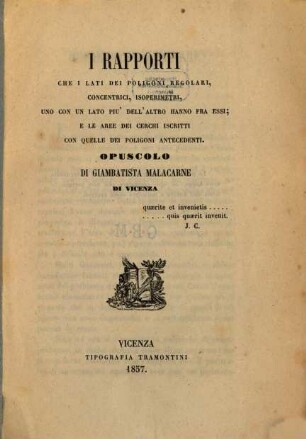 I RAPPORTI
CHE I LATI DEI POLIGONI REGOLARI,
CONCENTRICI, ISOPERIMETRI,
UNO CON UN LATO PIU' DELL'ALTRO HANNO FRA ESSI;
E LE AREE DEI CERCHI ISCRITTI
CON QUELLE DEI POLIGONI ANTECEDENTI.
OPUSCOLO
DI GIAMBATISTA MALACARNE
DI VICENZA
quærite et invenietis . . . . .
. . . . . quis quærit invenit.
J. C.
VICENZA
TIPOGRAFIA TRAMONTINI
1857.